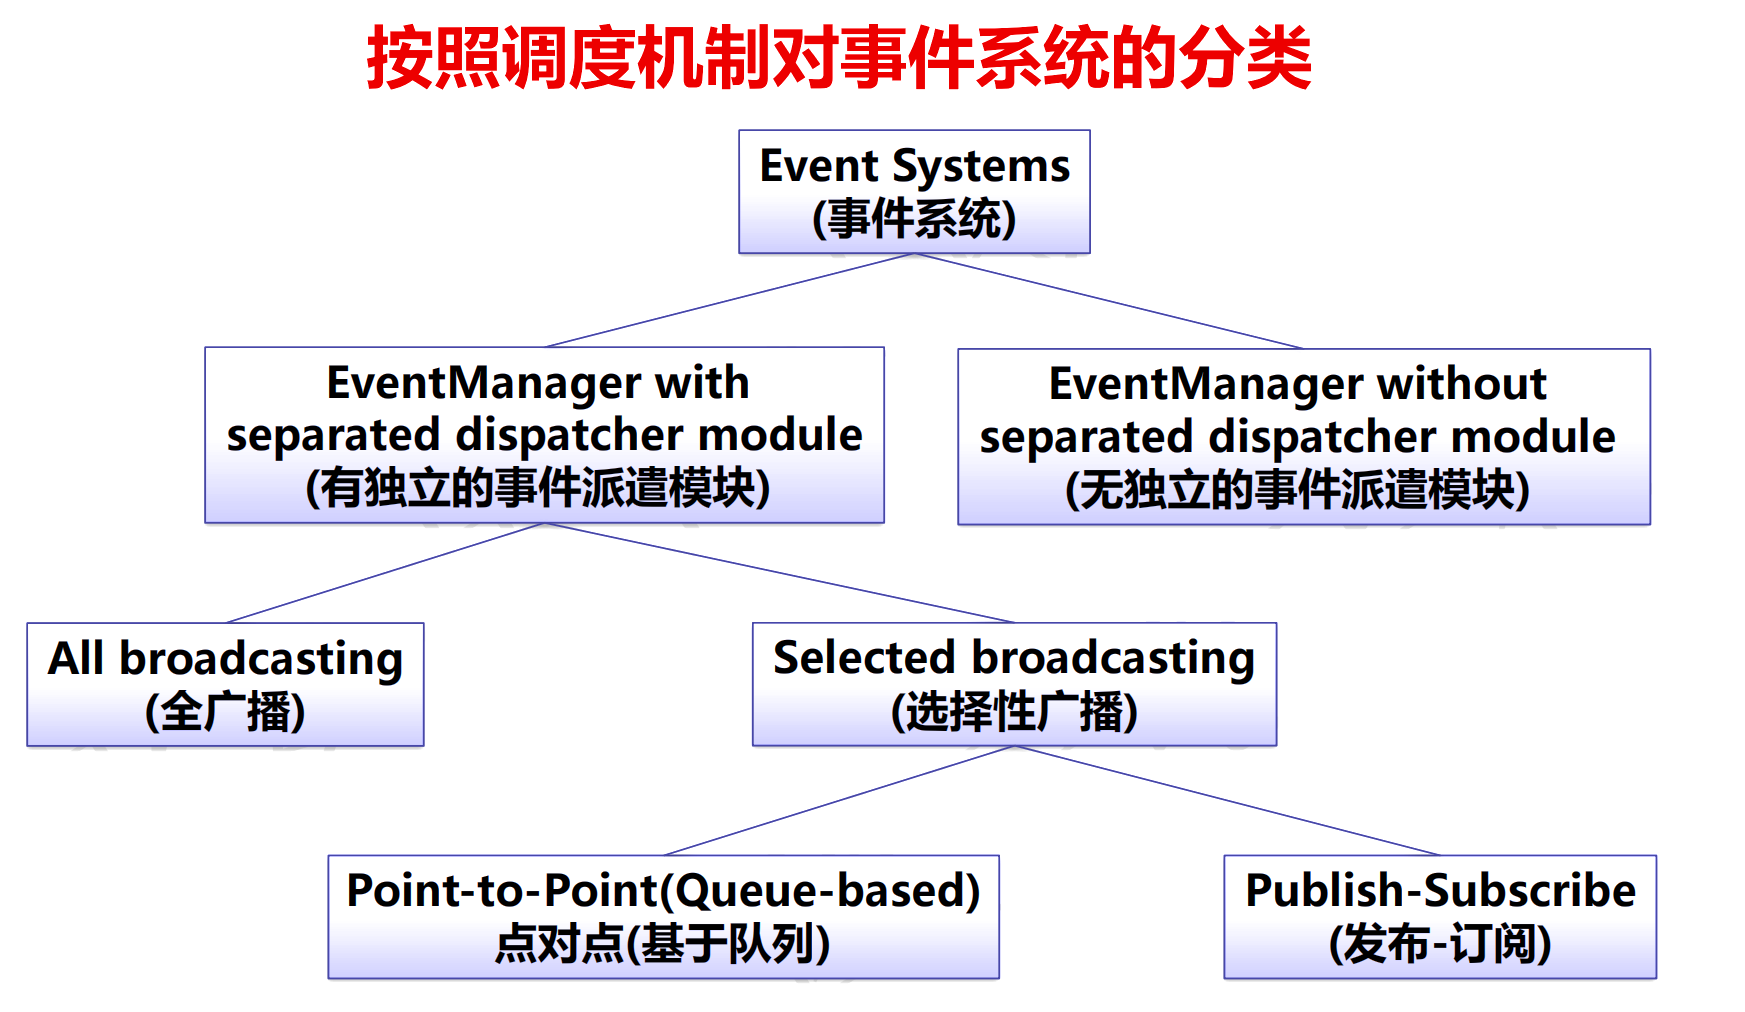 按照调度机制对事件系统的分类
Event Systems
(事件系统)
EventManager with
separated dispatcher module
(有独立的事件派遣模块)
EventManager without
separated dispatcher module
(无独立的事件派遣模块)
All broadcasting
(全广播)
Selected broadcasting
(选择性广播)
Point-to-Point(Queue-based)
点对点(基于队列)
Publish-Subscribe
(发布-订阅)